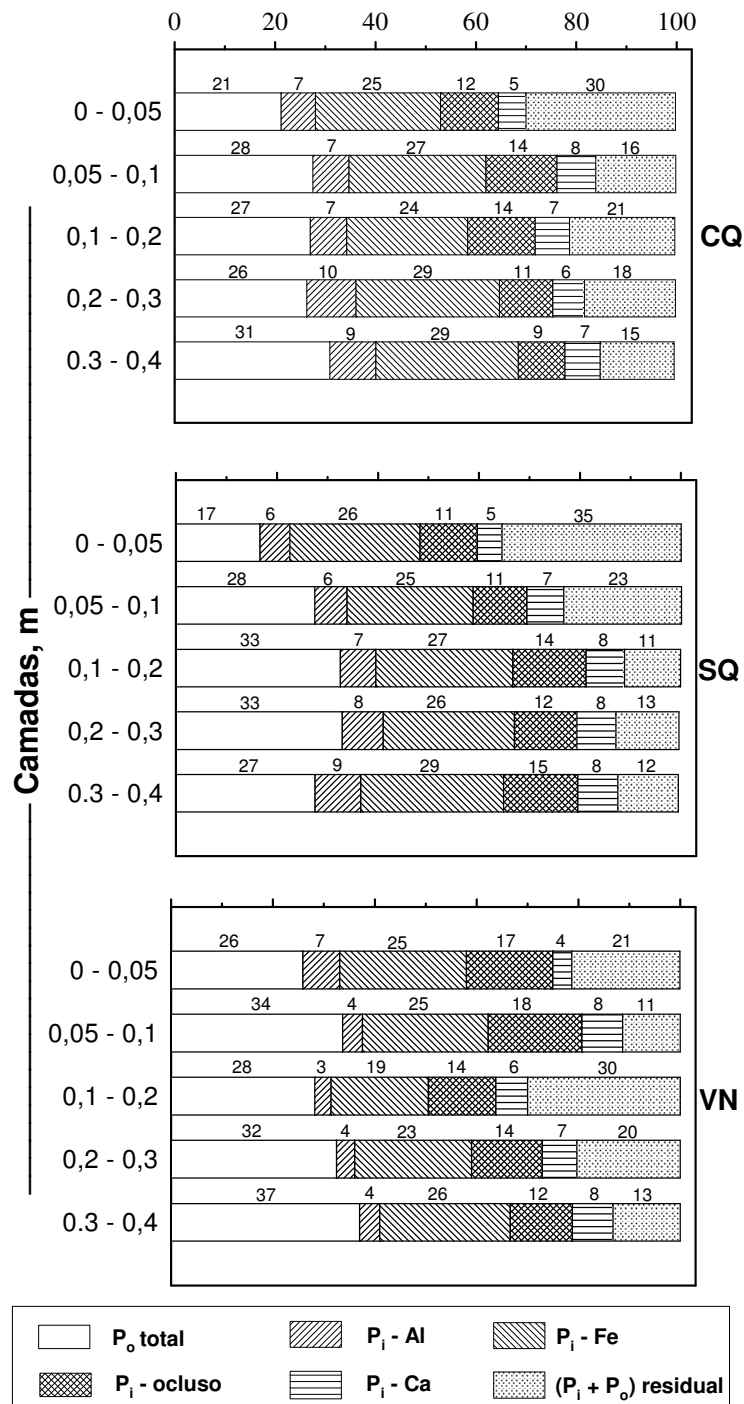 0 20 40 60 80 100
21 7 25 12 5 30
0 - 0,05
28 7 27 14 8 16
0,05 - 0,1
27 7 24 14 7 21
0,1 - 0,2
CQ
26 10 29 11 6 18
0,2 - 0,3
31 9 29 9 7 15
0.3 - 0,4
17 6 26 11 5 35
0 - 0,05
28 6 25 11 7 23
0,05 - 0,1
33 7 27 14 8 11
0,1 - 0,2
SQ
33 8 26 12 8 13
0,2 - 0,3
27 9 29 15 8 12
0.3 - 0,4
Camadas, m
26 7 25 17 4 21
0 - 0,05
34 4 25 18 8 11
0,05 - 0,1
28 3 19 14 6 30
0,1 - 0,2
VN
32 4 23 14 7 20
0,2 - 0,3
37 4 26 12 8 13
0.3 - 0,4
Po total Pi - Al Pi - Fe
Pi - ocluso Pi - Ca (Pi + Po) residual